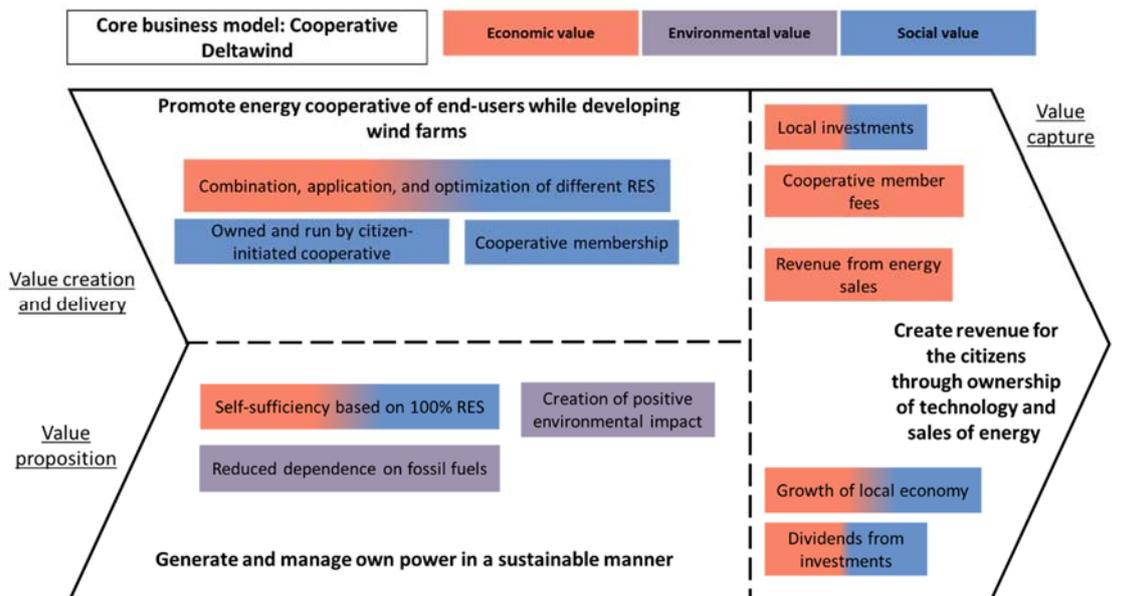 Core business model: Cooperative
Deltawind
Economic value
Environmental value
Social value
Promote energy cooperative of end-users while developing
wind farms
Combination, application, and optimization of different RES
Owned and run by citizen-
initiated cooperative
Cooperative membership
Value creation
and delivery
Local investments
Cooperative member
fees
Revenue from energy
sales
Value
capture
Create revenue for
the citizens
through ownership
of technology and
sales of energy
Self-sufficiency based on 100% RES
Creation of positive
environmental impact
Reduced dependence on fossil fuels
Value
proposition
Generate and manage own power in a sustainable manner
Growth of local economy
Dividends from
investments